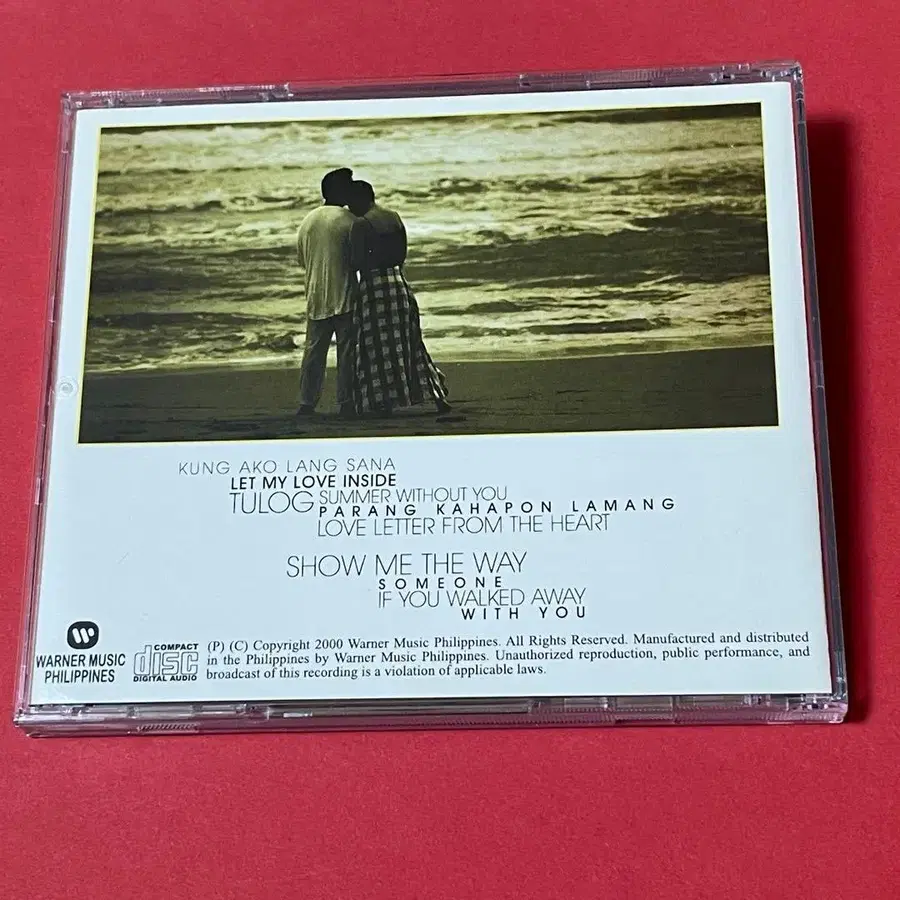 KUNG AKO LANG SANA
LET MY LOVE INSIDE
TULOG SUMMER WITHOUT YOU
PARANG KAHAPON LAMANG
LOVE LETTER FROM THE HEART
SHOW ME THE WAY
SOMEONE
IF YOU WALKED AWAY
WITH YOU
WARNER MUSIC
PHILIPPINES
COMPACT
disc
DIGITAL AUDIO
(P) (C) Copyright 2000 Warner Music Philippines. All Rights Reserved. Manufactured and distributed
in the Philippines by Warner Music Philippines. Unauthorized reproduction, public performance, and
broadcast of this recording is a violation of applicable laws.